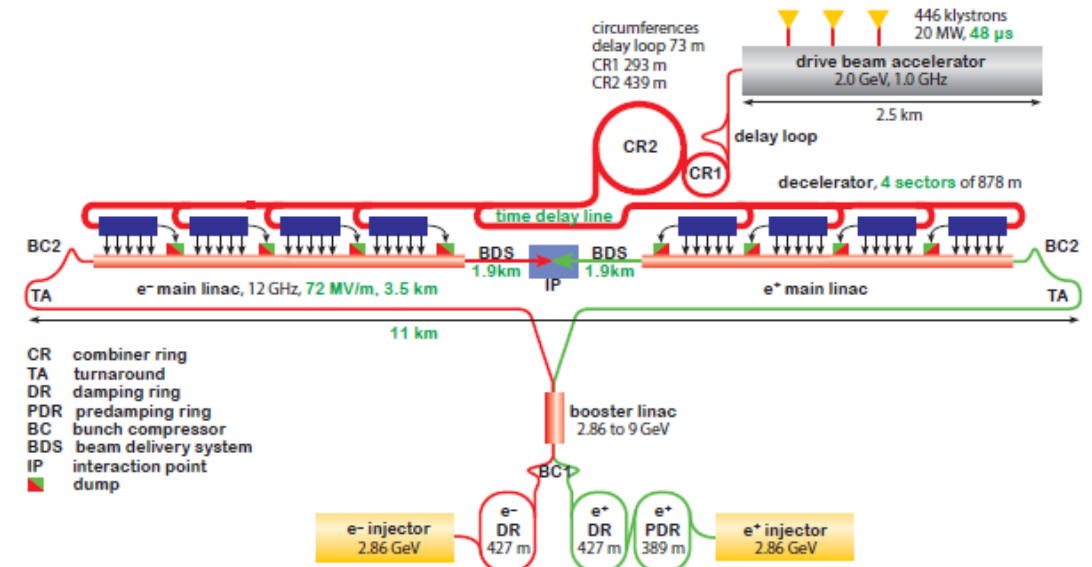 circumferences
delay loop 73 m
CR1 293 m
CR2 439 m
446 klystrons
20 MW, 48 µs
drive beam accelerator
2.0 GeV, 1.0 GHz
2.5 km
delay loop
CR2
CR1
decelerator, 4 sectors of 878 m
time delay line
BC2
BDS
1.9km
BDS
1.9km
IP
BC2
TA
e– main linac, 12 GHz, 72 MV/m, 3.5 km
e+ main linac
TA
11 km
CR combiner ring
TA turnaround
DR damping ring
PDR predamping ring
BC bunch compressor
BDS beam delivery system
IP interaction point
dump
booster linac
2.86 to 9 GeV
BC1
e– injector
2.86 GeV
e–
DR
427 m
e+
DR
427 m
e+
PDR
389 m
e+ injector
2.86 GeV